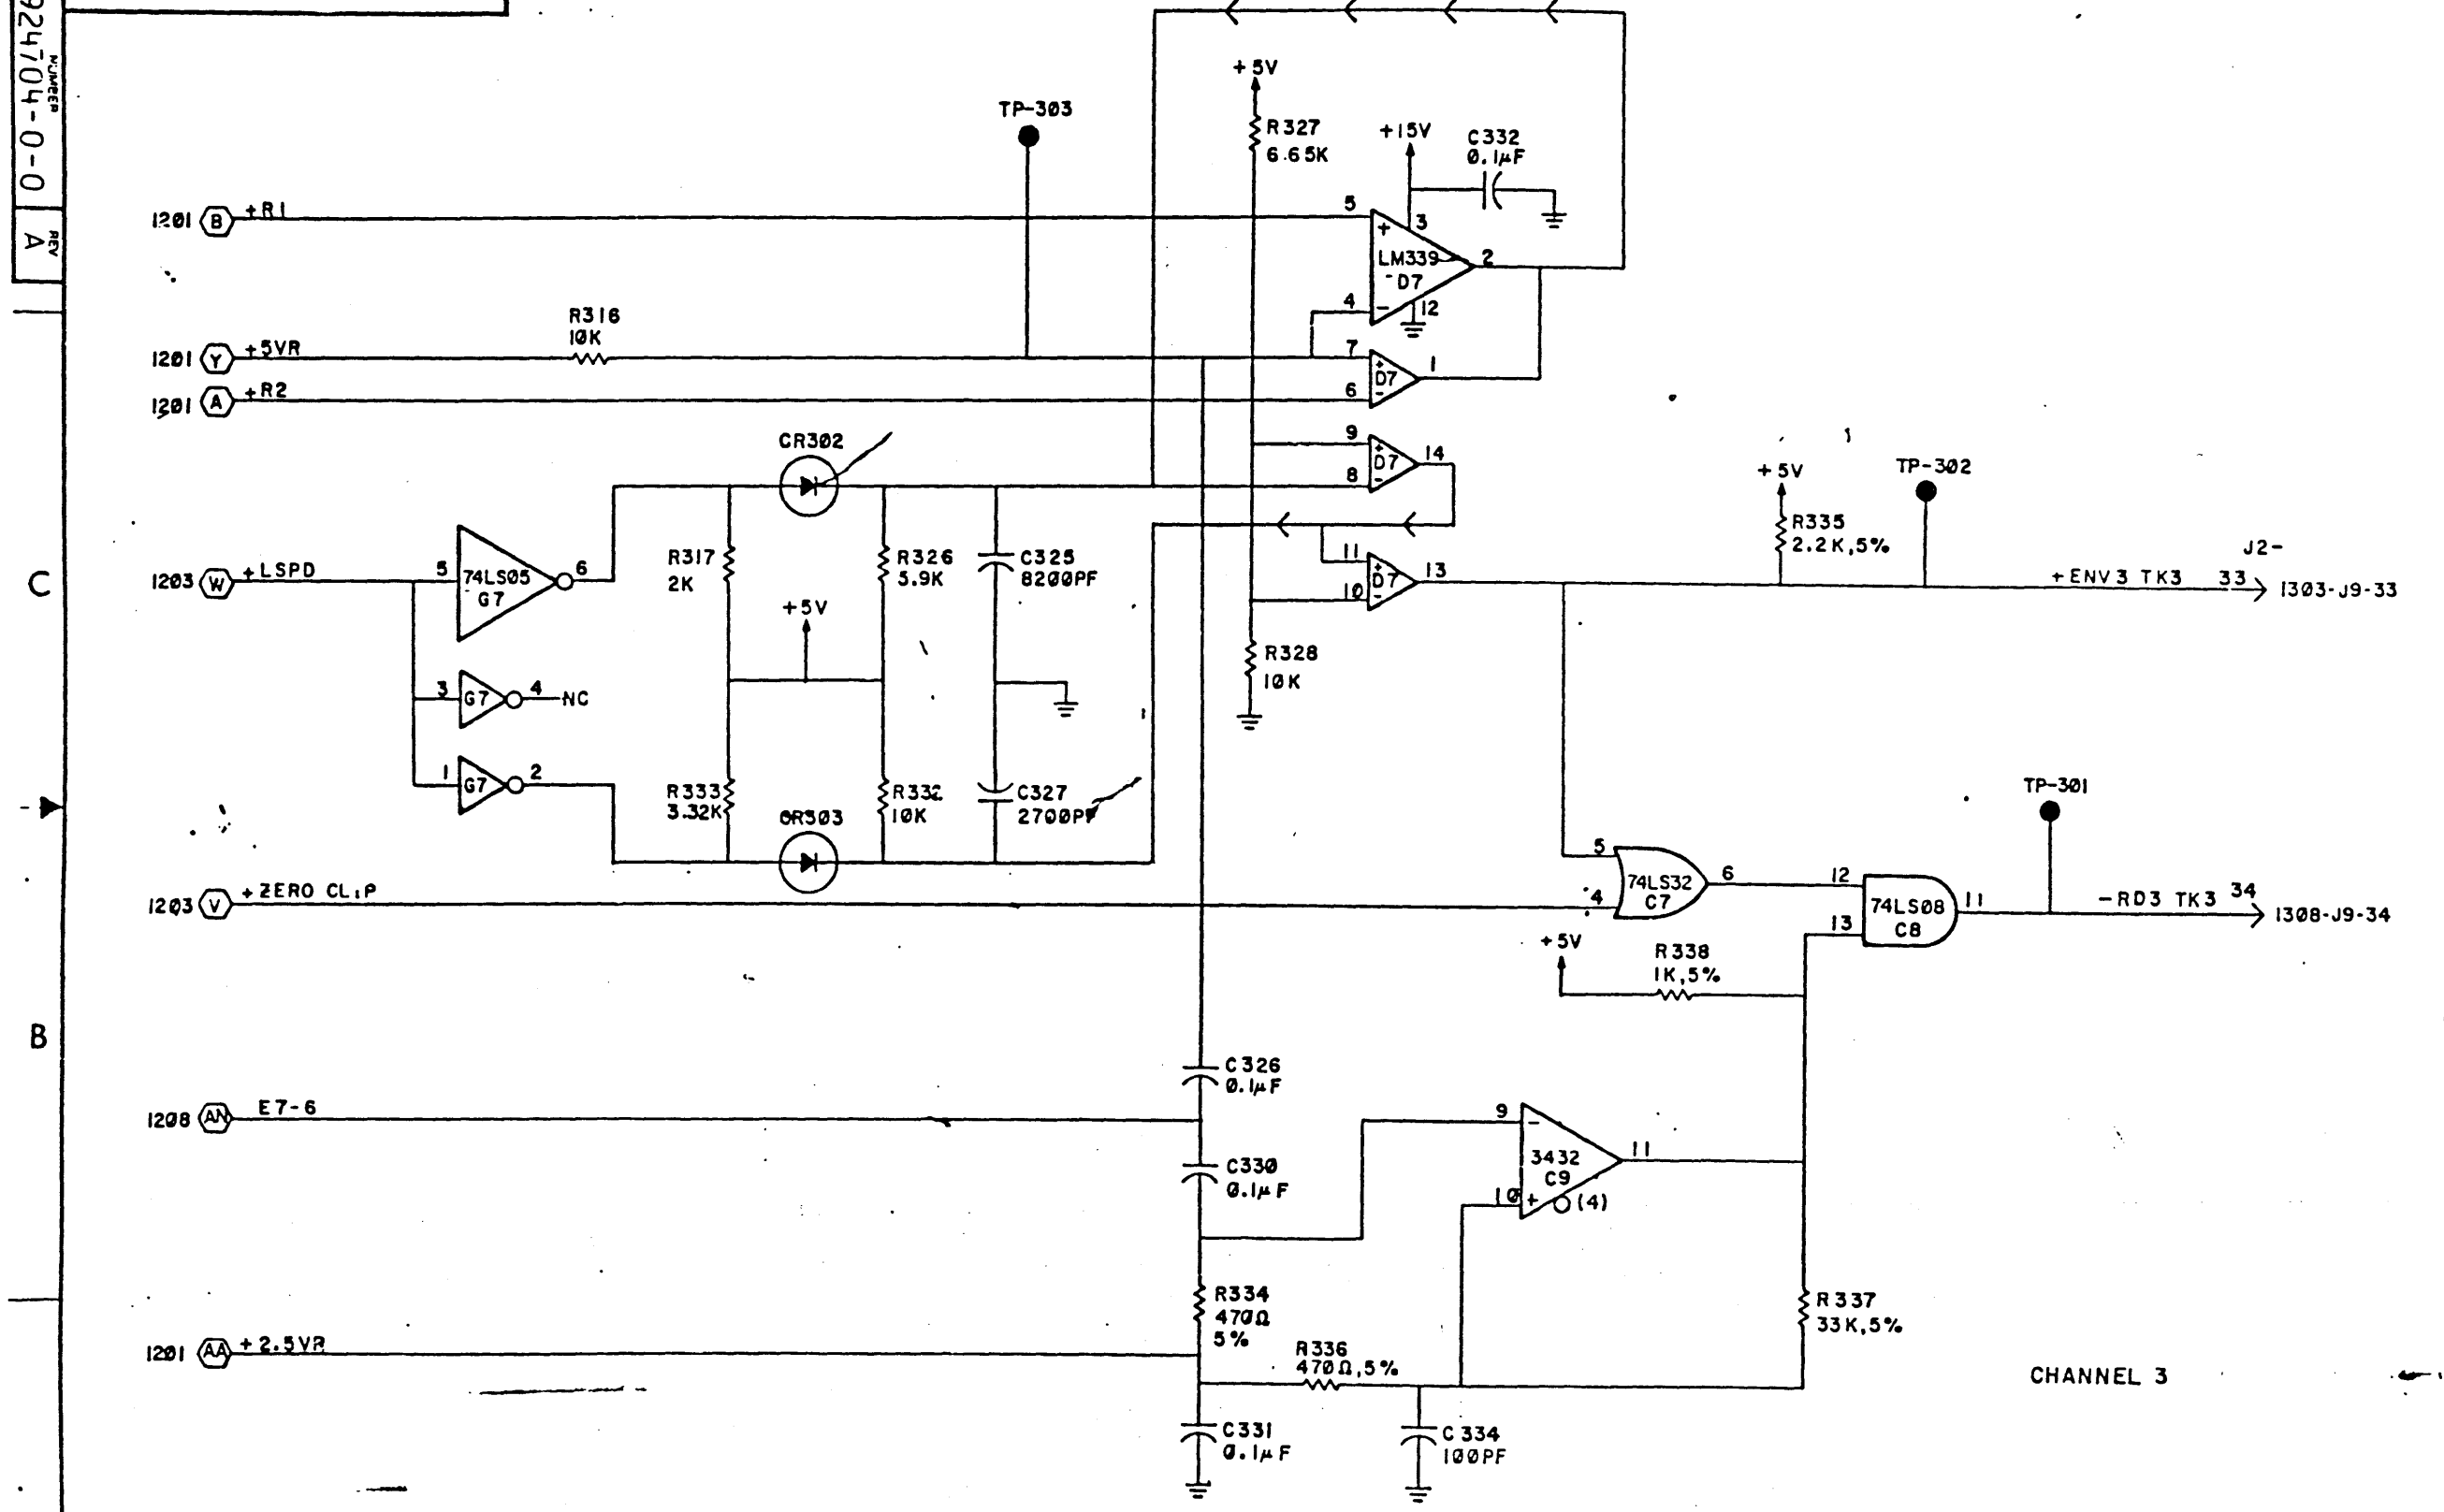 NUMBER
9247704-0-0
REV
A
C
B
+5V
TP-303
R327
6.65K
+15V
C332
0.1µF
1201 B +R1
5
+
3
LM339
D7
2
4
-
12
R316
10K
1201 Y +5VR
7
+
D7
1
1201 A +R2
6
-
CR302
9
+
D7
14
8
-
+5V
TP-302
R335
2.2K,5%
J2-
1203 W +LSPD
5
74LS05
G7
6
R317
2K
R326
5.9K
C325
8200PF
11
+
D7
13
10
-
+ENV3 TK3 33
1303-J9-33
+5V
R328
10K
3
G7
4
NC
1
G7
2
R333
3.32K
CR303
R332
10K
C327
2700PF
TP-301
1203 V +ZERO CLIP
5
74LS32
C7
6
4
12
74LS08
C8
11
13
-RD3 TK3 34
1308-J9-34
+5V
R338
1K,5%
C326
0.1µF
1208 AN E7-6
C330
0.1µF
9
-
3432
C9
11
10
+
(4)
R334
470Ω
5%
R337
33K,5%
1201 AA +2.5VR
R336
470Ω,5%
CHANNEL 3
C331
0.1µF
C334
100PF